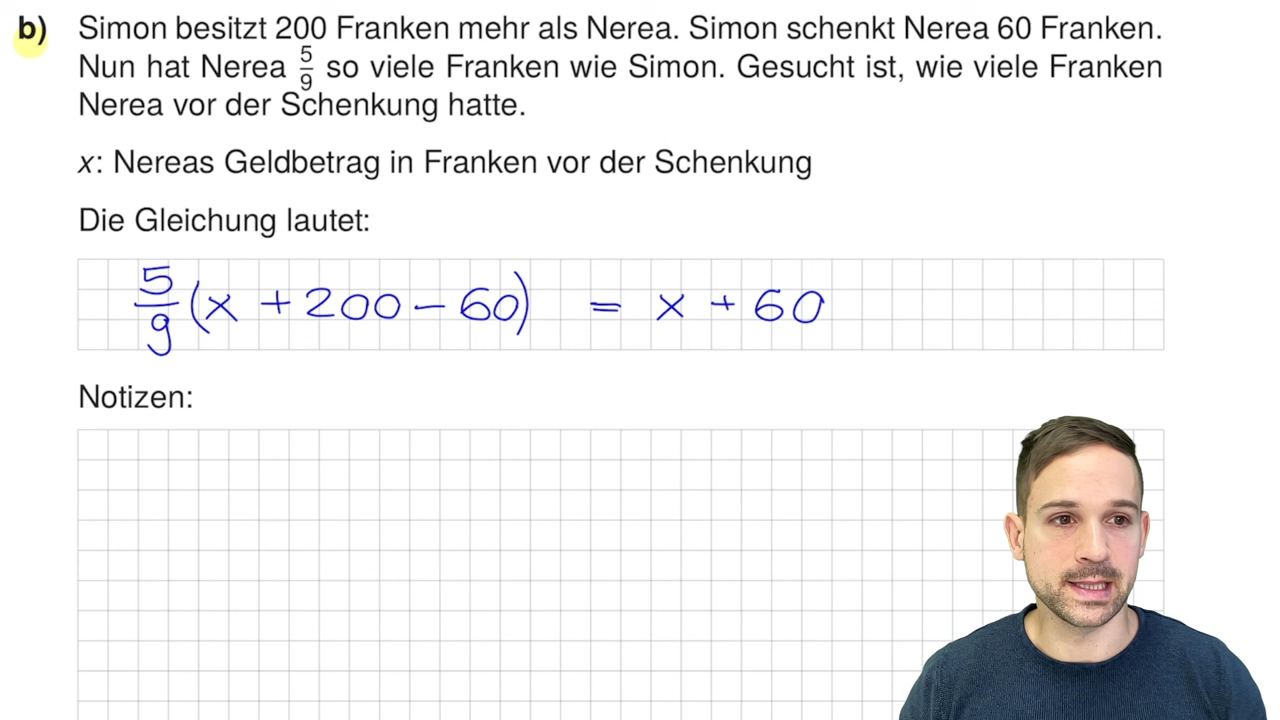 b) Simon besitzt 200 Franken mehr als Nerea. Simon schenkt Nerea 60 Franken.
Nun hat Nerea 5/9 so viele Franken wie Simon. Gesucht ist, wie viele Franken
Nerea vor der Schenkung hatte.
x: Nereas Geldbetrag in Franken vor der Schenkung
Die Gleichung lautet:
5/9 (x + 200 − 60) = x + 60
Notizen: